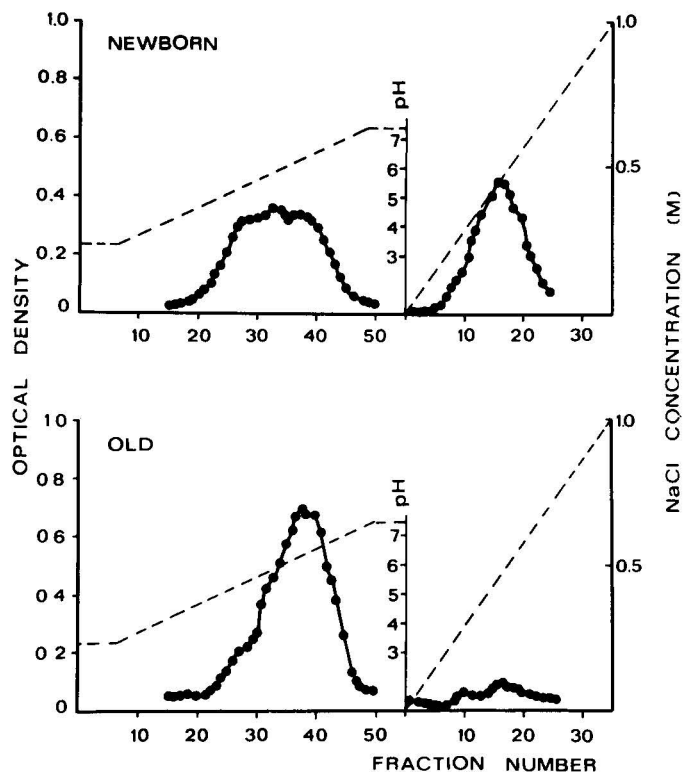 NEWBORN
1.0
0.8
0.6
0.4
0.2
0
10 20 30 40 50
pH
7
6
5
4
3
10 20 30
1.0
0.5
OPTICAL DENSITY
NaCl CONCENTRATION (M)
OLD
1 0
0 8
0 6
0 4
0 2
0
10 20 30 40 50
pH
7
6
5
4
3
10 20 30
1.0
0.5
FRACTION NUMBER